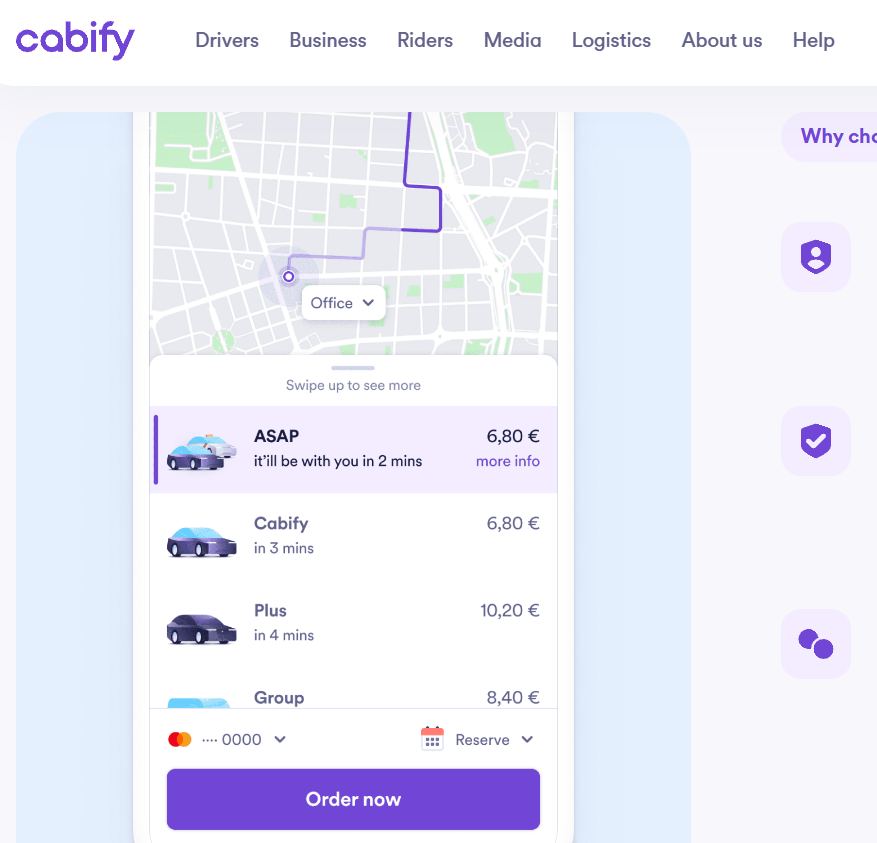 cabify
Drivers Business Riders Media Logistics About us Help
Why cho
Office
Swipe up to see more
ASAP 6,80 €
it'll be with you in 2 mins more info
Cabify 6,80 €
in 3 mins
Plus 10,20 €
in 4 mins
Group 8,40 €
···· 0000 Reserve
Order now